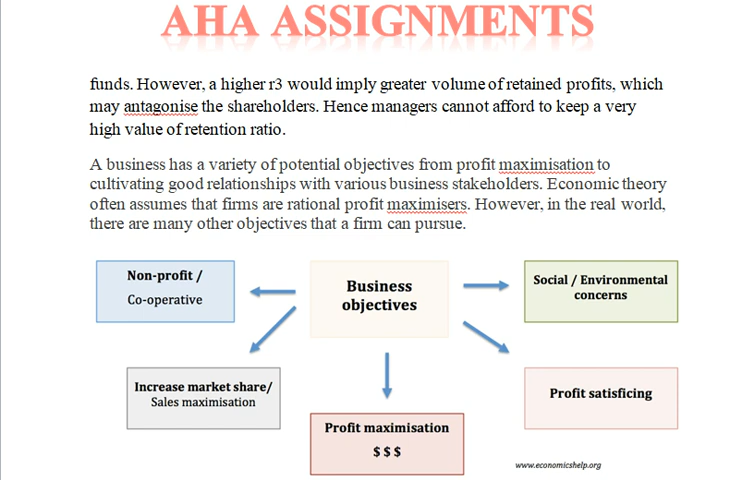 AHA ASSIGNMENTS
funds. However, a higher r3 would imply greater volume of retained profits, which
may antagonise the shareholders. Hence managers cannot afford to keep a very
high value of retention ratio.
A business has a variety of potential objectives from profit maximisation to
cultivating good relationships with various business stakeholders. Economic theory
often assumes that firms are rational profit maximisers. However, in the real world,
there are many other objectives that a firm can pursue.
Non-profit /
Co-operative
Business
objectives
Social / Environmental
concerns
Increase market share/
Sales maximisation
Profit maximisation
$ $ $
Profit satisficing
www.economicshelp.org